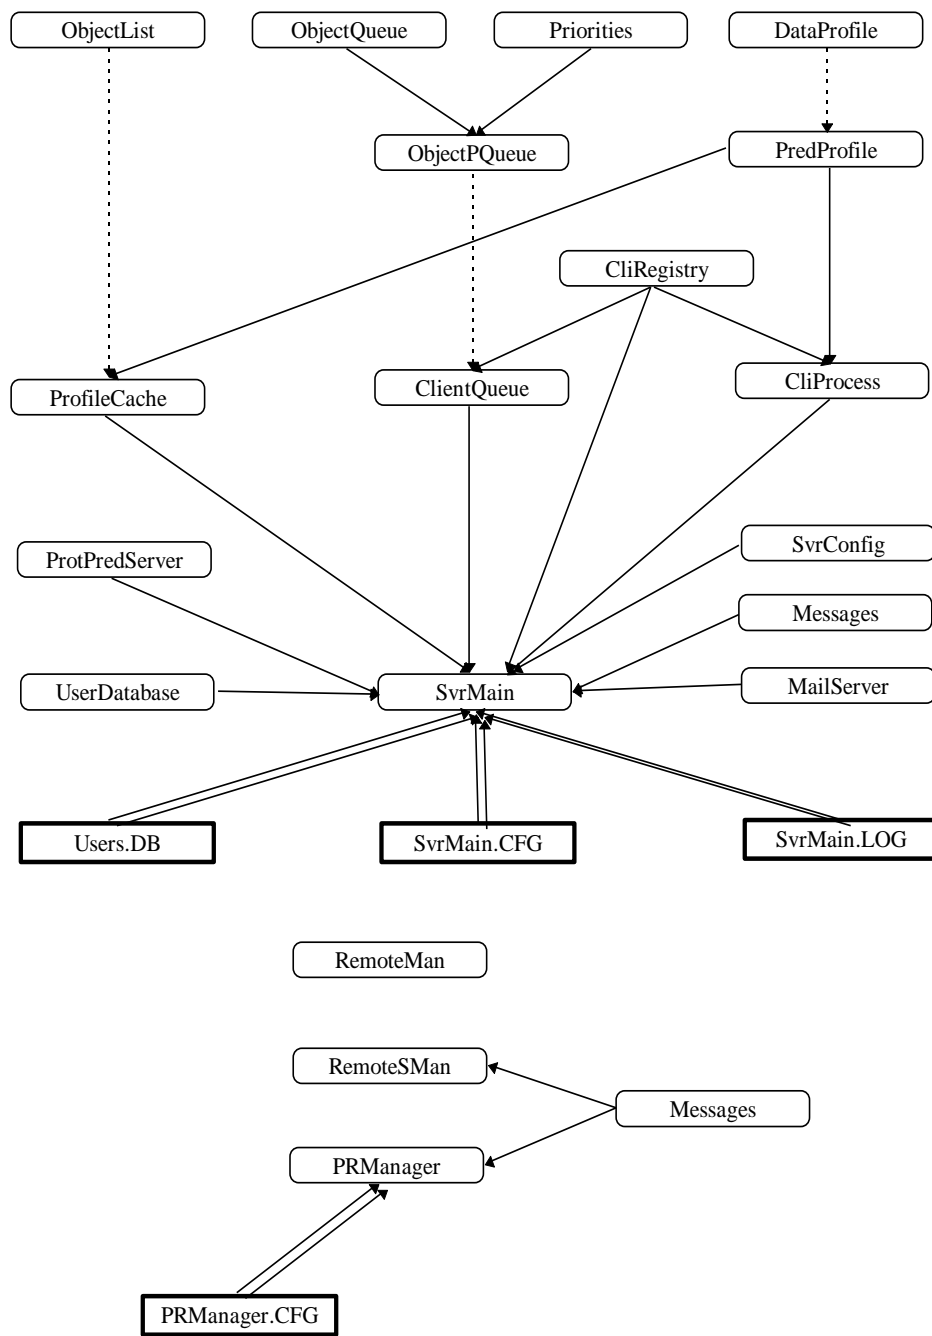 ObjectList
ObjectQueue
Priorities
DataProfile
ObjectPQueue
PredProfile
CliRegistry
ProfileCache
ClientQueue
CliProcess
ProtPredServer
SvrConfig
Messages
UserDatabase
SvrMain
MailServer
Users.DB
SvrMain.CFG
SvrMain.LOG
RemoteMan
RemoteSMan
Messages
PRManager
PRManager.CFG